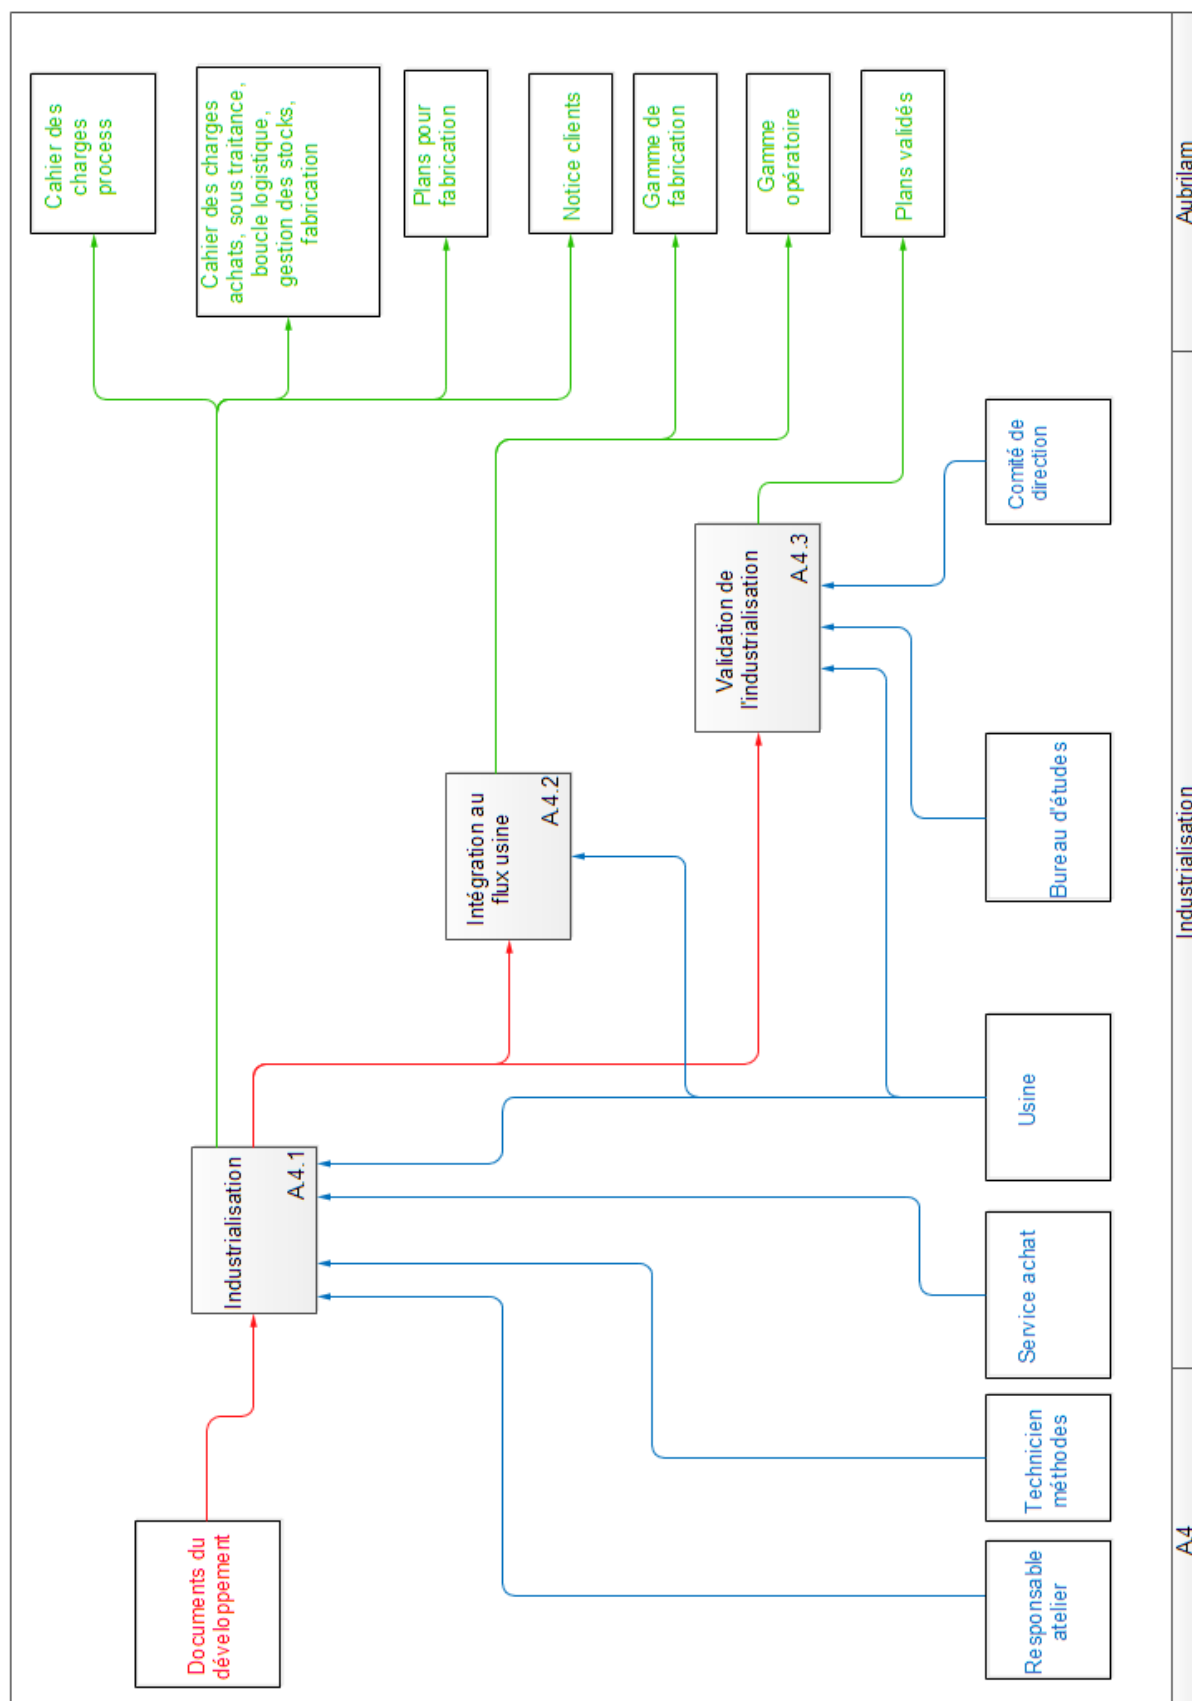 Documents du
développement
Industrialisation
A.4.1
Intégration au
flux usine
A.4.2
Validation de
l'industrialisation
A.4.3
Cahier des
charges
process
Cahier des charges
achats, sous traitance,
boucle logistique,
gestion des stocks,
fabrication
Plans pour
fabrication
Notice clients
Gamme de
fabrication
Gamme
opératoire
Plans validés
Responsable
atelier
Technicien
méthodes
Service achat
Usine
Bureau d'études
Comité de
direction
A4
Industrialisation
Aubrilam